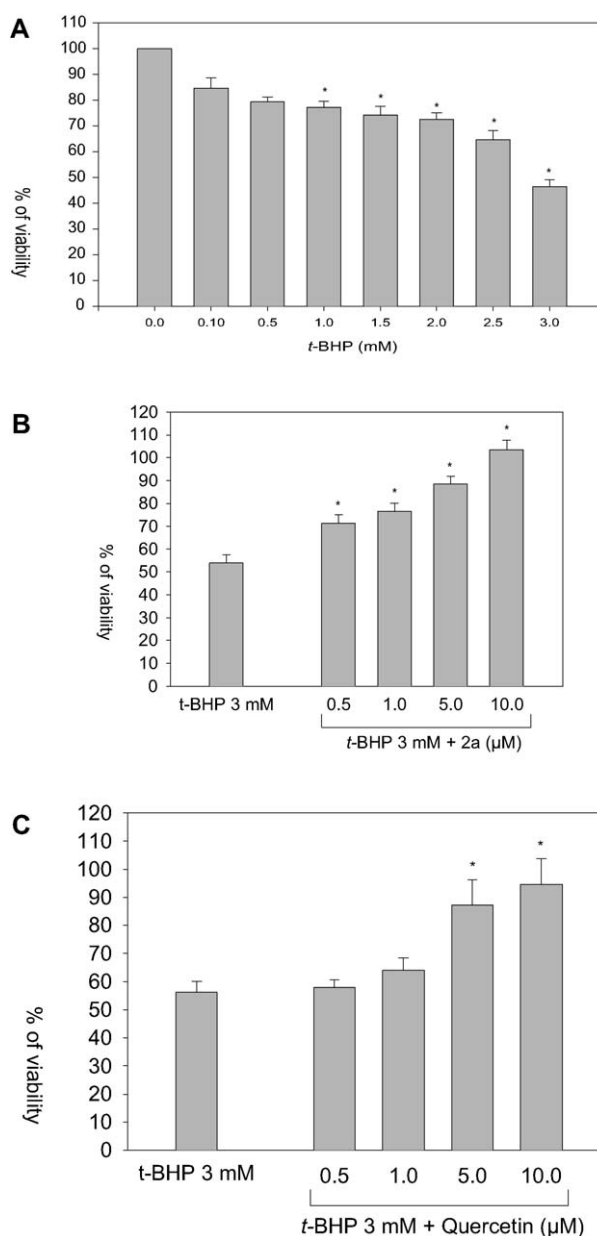 A
110
100
90
80
70
60
50
40
30
20
10
0
% of viability
* * * * *
0.0 0.10 0.5 1.0 1.5 2.0 2.5 3.0
t-BHP (mM)
B
120
110
100
90
80
70
60
50
40
30
20
10
0
% of viability
* * * *
t-BHP 3 mM 0.5 1.0 5.0 10.0
t-BHP 3 mM + 2a (µM)
C
120
110
100
90
80
70
60
50
40
30
20
10
0
% of viability
* *
t-BHP 3 mM 0.5 1.0 5.0 10.0
t-BHP 3 mM + Quercetin (µM)